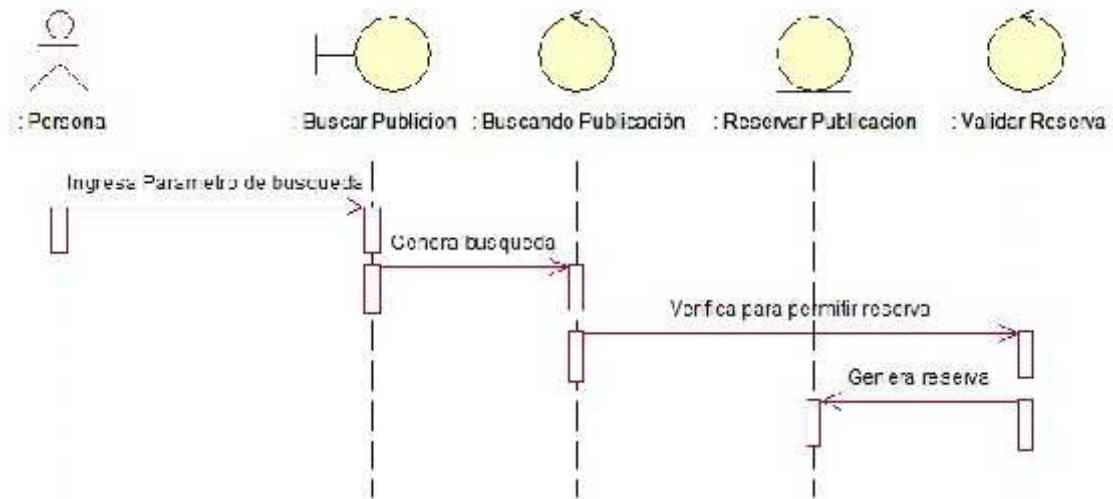 : Persona
: Buscar Publicion
: Buscando Publicación
: Reservar Publicacion
: Validar Reserva
Ingresa Parametro de busqueda
Genera busqueda
Verifica para permitir reserva
Genera reserva